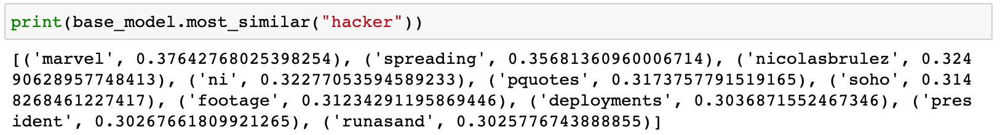 print(base_model.most_similar("hacker"))
[('marvel', 0.37642768025398254), ('spreading', 0.35681360960006714), ('nicolasbrulez', 0.324
90628957748413), ('ni', 0.32277053594589233), ('pquotes', 0.3173757791519165), ('soho', 0.314
8268461227417), ('footage', 0.31234291195869446), ('deployments', 0.3036871552467346), ('pres
ident', 0.30267661809921265), ('runasand', 0.3025776743888855)]